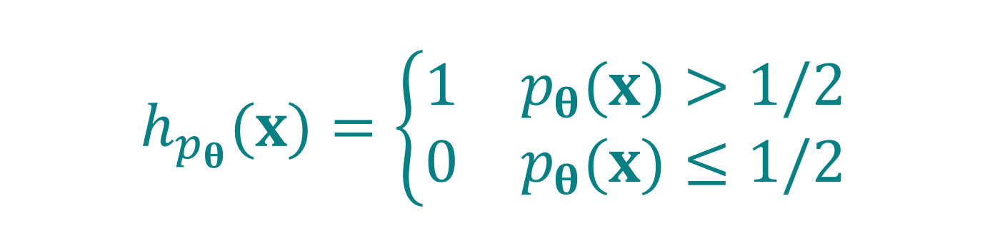 h_{p_θ}(𝐱) = { 1 p_θ(𝐱) > 1/2
0 p_θ(𝐱) ≤ 1/2